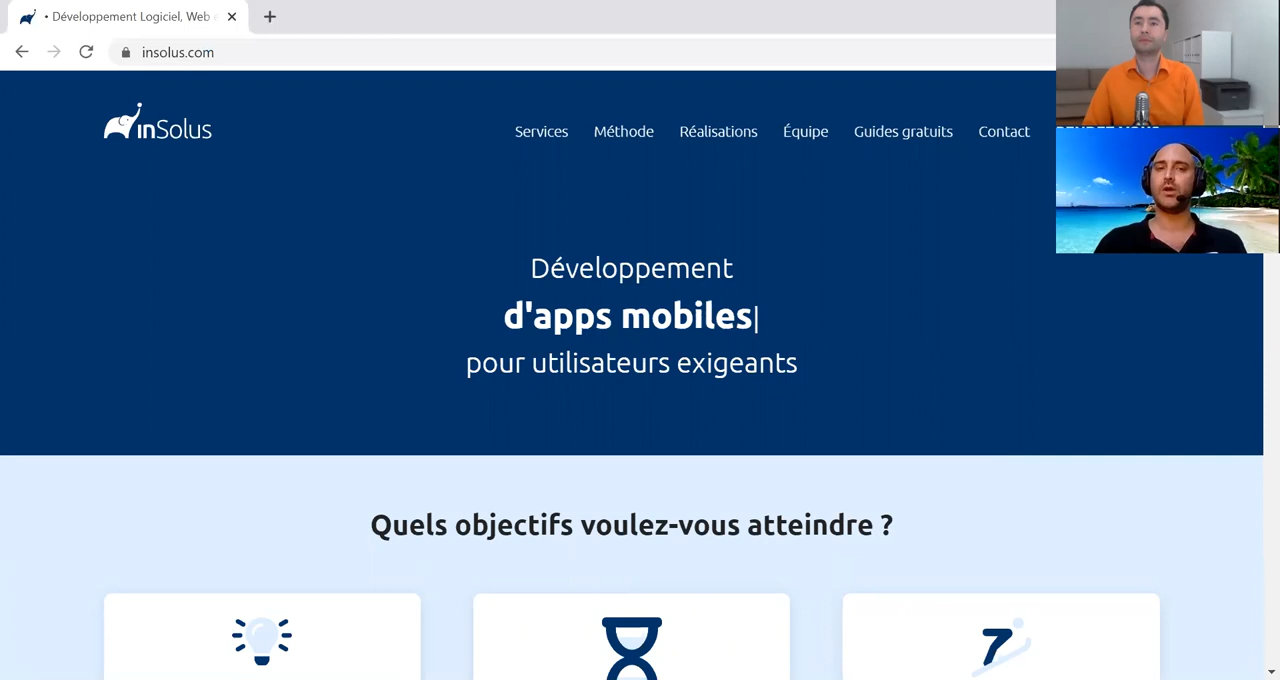 • Développement Logiciel, Web
insolus.com
inSolus
Services
Méthode
Réalisations
Équipe
Guides gratuits
Contact
Développement
d'apps mobiles|
pour utilisateurs exigeants
Quels objectifs voulez-vous atteindre ?